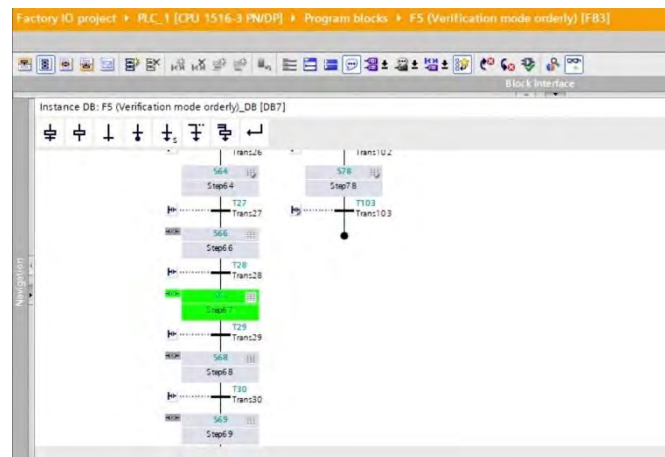 Factory IO project ▸ PLC_1 [CPU 1516-3 PN/DP] ▸ Program blocks ▸ F5 (Verification mode orderly) [FB3]
Block Interface
Instance DB: F5 (Verification mode orderly)_DB [DB7]
Trans26 Trans102
S64 S78
Step64 Step78
T27 T103
Trans27 Trans103
S66
Step66
T28
Trans28
Step67
T29
Trans29
S68
Step68
T30
Trans30
S69
Step69
Navigation